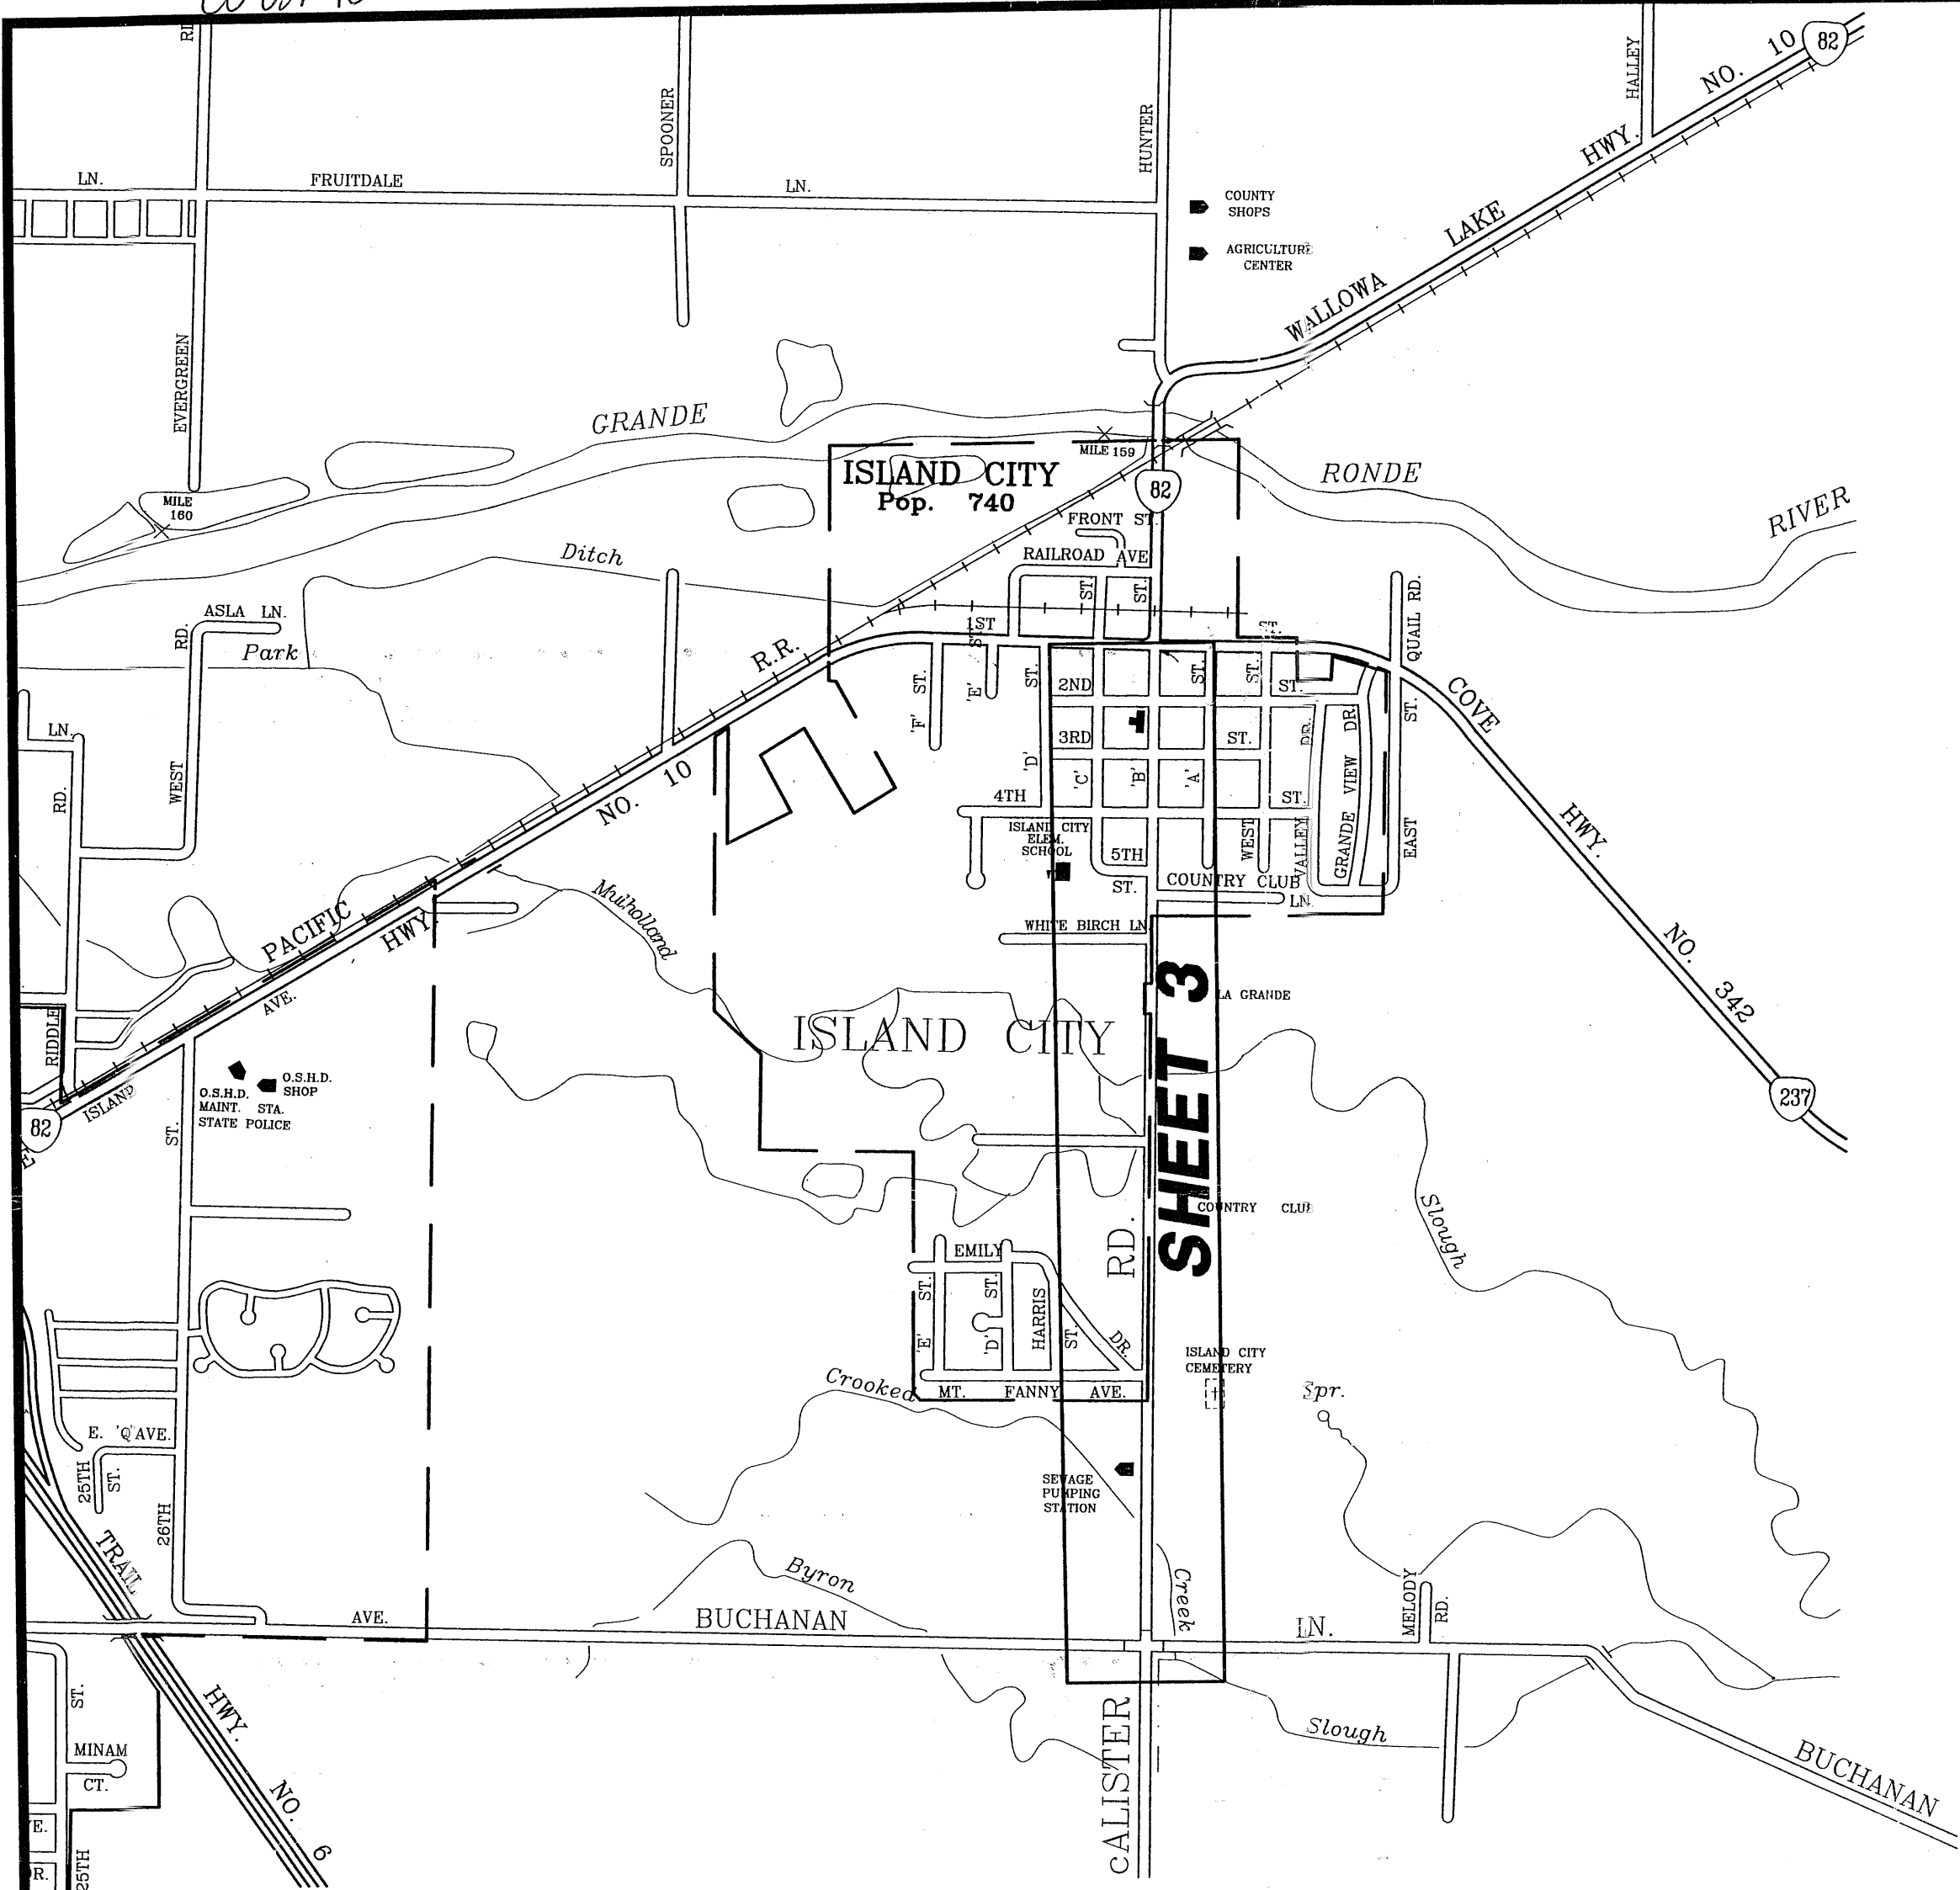 RD
SPOONER
HUNTER
HALLEY
NO. 10
82
HWY.
LAKE
WALLOWA
LN.
FRUITDALE
LN.
COUNTY
SHOPS
AGRICULTURE
CENTER
EVERGREEN
GRANDE
RONDE
RIVER
MILE
160
MILE 159
ISLAND CITY
Pop. 740
82
FRONT ST.
RAILROAD AVE
Ditch
ST.
ST.
1ST
ST.
ST.
ASLA LN.
Park
RD.
WEST
R.R.
QUAIL RD.
COVE
HWY.
NO.
342
237
'F' ST.
'E'
'D' ST.
2ND
ST.
ST.
ST.
3RD
ST.
'C'
'B'
'A'
4TH
ST.
DR.
GRANDE VIEW DR.
ST.
EAST
WEST
VALLEY
ISLAND CITY
ELEM.
SCHOOL
5TH
ST.
COUNTRY CLUB
LN.
WHITE BIRCH LN.
LN.
RD.
NO. 10
PACIFIC
HWY.
AVE.
Mulholland
RIDDLE
ISLAND
82
O.S.H.D.
SHOP
O.S.H.D.
MAINT. STA.
STATE POLICE
ST.
ISLAND CITY
SHEET 3
LA GRANDE
COUNTRY CLUB
Slough
RD.
EMILY
ST.
ST.
'E'
'D'
HARRIS
ST.
DR.
MT. FANNY AVE.
Crooked
ISLAND CITY
CEMETERY
Spr.
E. 'Q' AVE.
25TH
ST.
26TH
SEWAGE
PUMPING
STATION
TRAIL
Byron
Creek
MELODY
RD.
AVE.
BUCHANAN
LN.
HWY.
NO. 6
ST.
MINAM
CT.
25TH
CALISTER
Slough
BUCHANAN